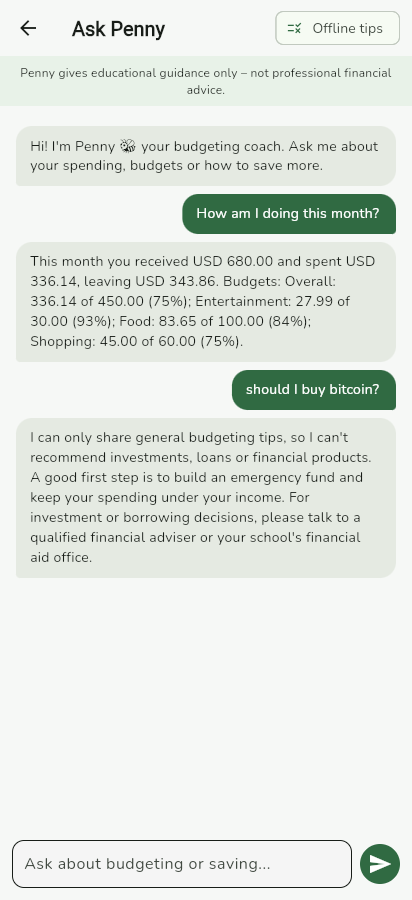 Ask Penny
Offline tips
Penny gives educational guidance only – not professional financial
advice.
Hi! I'm Penny 🐝 your budgeting coach. Ask me about
your spending, budgets or how to save more.
How am I doing this month?
This month you received USD 680.00 and spent USD
336.14, leaving USD 343.86. Budgets: Overall:
336.14 of 450.00 (75%); Entertainment: 27.99 of
30.00 (93%); Food: 83.65 of 100.00 (84%);
Shopping: 45.00 of 60.00 (75%).
should I buy bitcoin?
I can only share general budgeting tips, so I can't
recommend investments, loans or financial products.
A good first step is to build an emergency fund and
keep your spending under your income. For
investment or borrowing decisions, please talk to a
qualified financial adviser or your school's financial
aid office.
Ask about budgeting or saving...